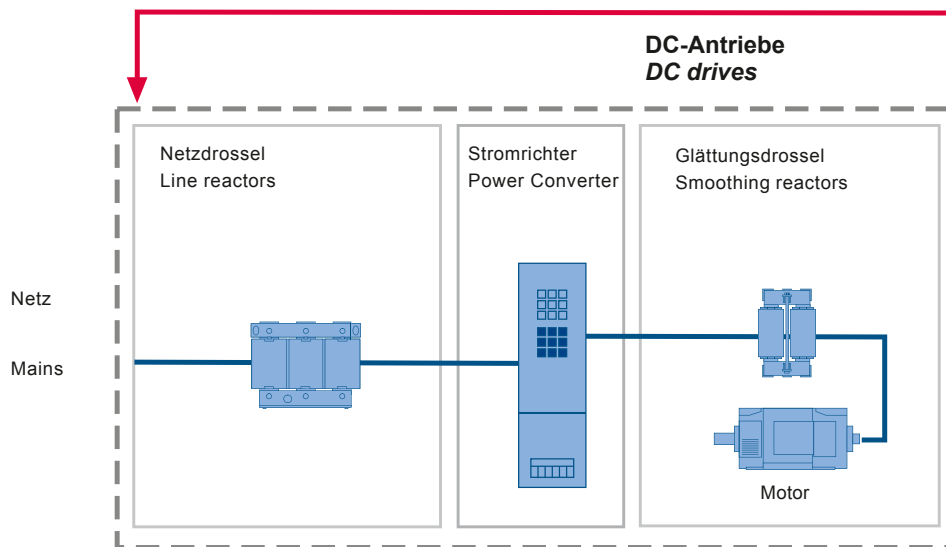 DC-Antriebe
DC drives
Netzdrossel
Line reactors
Stromrichter
Power Converter
Glättungsdrossel
Smoothing reactors
Netz
Mains
Motor